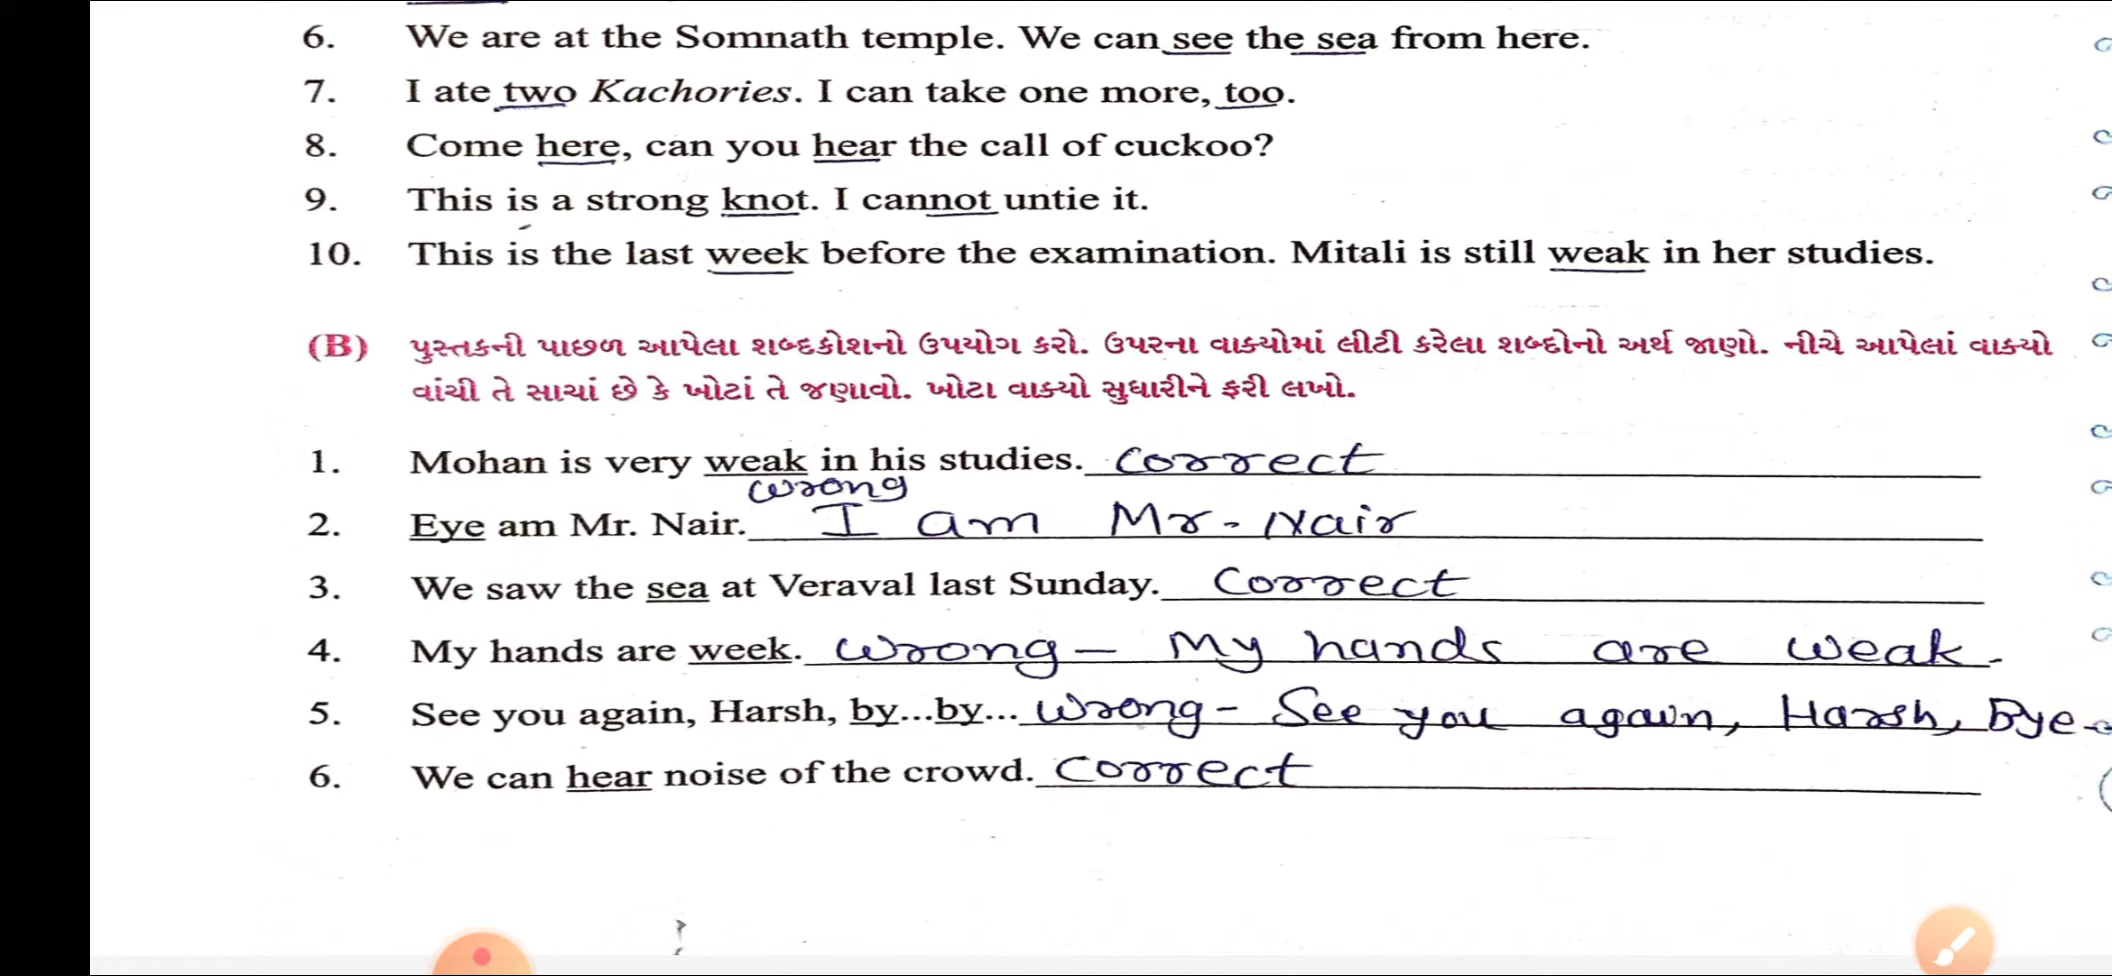 6. We are at the Somnath temple. We can see the sea from here.
7. I ate two Kachories. I can take one more, too.
8. Come here, can you hear the call of cuckoo?
9. This is a strong knot. I cannot untie it.
10. This is the last week before the examination. Mitali is still weak in her studies.
(B) પુસ્તકની પાછળ આપેલા શબ્દકોશનો ઉપયોગ કરો. ઉપરના વાક્યોમાં લીટી કરેલા શબ્દોનો અર્થ જાણો. નીચે આપેલાં વાક્યો
વાંચી તે સાચાં છે કે ખોટાં તે જણાવો. ખોટા વાક્યો સુધારીને ફરી લખો.
1. Mohan is very weak in his studies. Correct
wrong
2. Eye am Mr. Nair. I am Mr. Nair
3. We saw the sea at Veraval last Sunday. Correct
4. My hands are week. Wrong - My hands are weak.
5. See you again, Harsh, by...by... Wrong - See you again, Harsh, Bye-
6. We can hear noise of the crowd. Correct